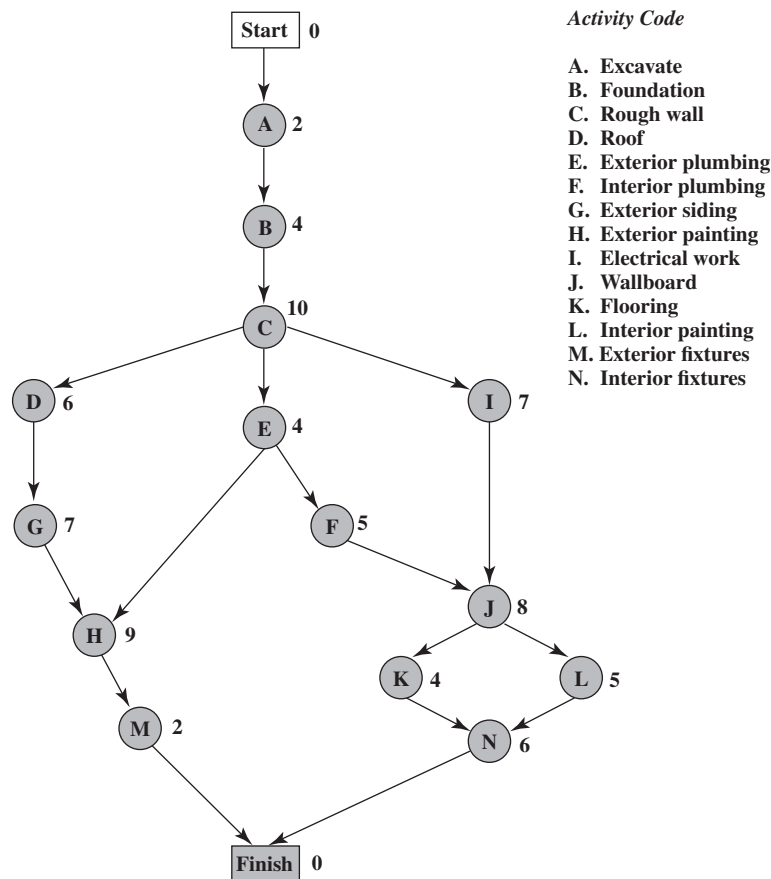 Start 0
A 2
B 4
C 10
D 6
E 4
I 7
G 7
F 5
H 9
J 8
K 4
L 5
M 2
N 6
Finish 0
Activity Code
A. Excavate
B. Foundation
C. Rough wall
D. Roof
E. Exterior plumbing
F. Interior plumbing
G. Exterior siding
H. Exterior painting
I. Electrical work
J. Wallboard
K. Flooring
L. Interior painting
M. Exterior fixtures
N. Interior fixtures